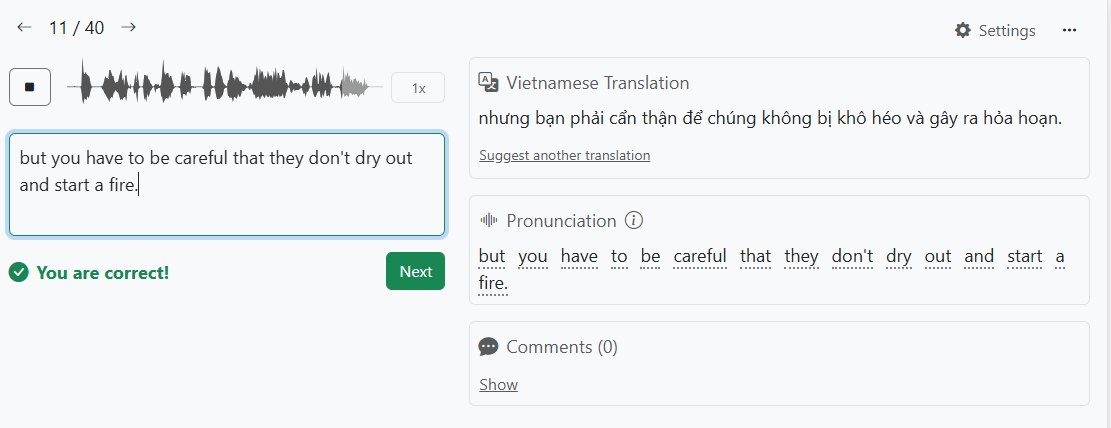 ← 11 / 40 →
Settings
1x
but you have to be careful that they don't dry out
and start a fire.
You are correct!
Next
Vietnamese Translation
nhưng bạn phải cẩn thận để chúng không bị khô héo và gây ra hỏa hoạn.
Suggest another translation
Pronunciation
but you have to be careful that they don't dry out and start a
fire.
Comments (0)
Show